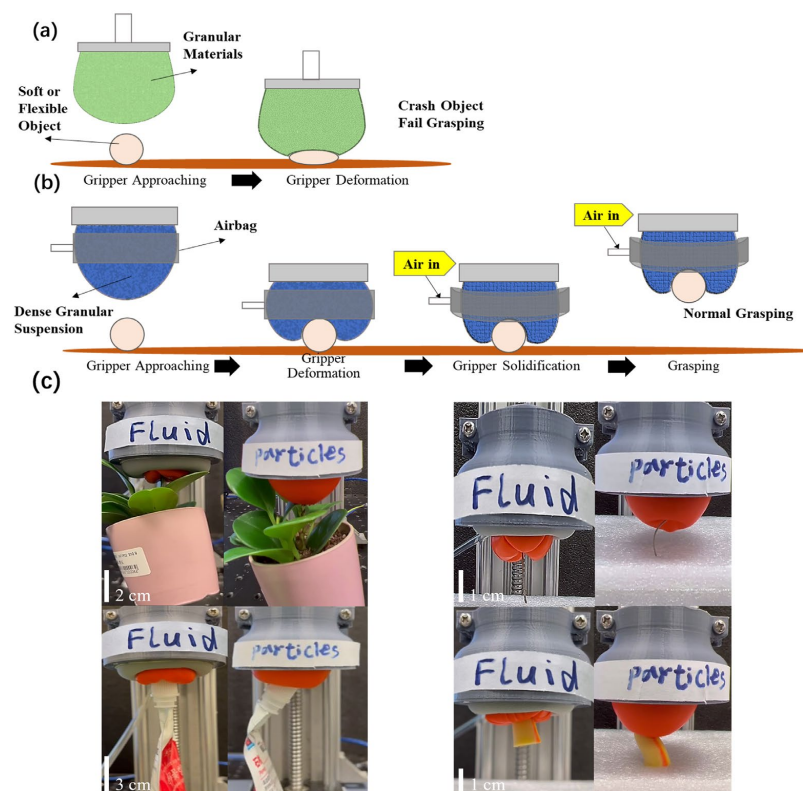 (a)
Granular
Materials
Soft or
Flexible
Object
Crash Object
Fail Grasping
Gripper Approaching
Gripper Deformation
(b)
Airbag
Dense Granular
Suspension
Air in
Air in
Normal Grasping
Gripper Approaching
Gripper
Deformation
Gripper Solidification
Grasping
(c)
Fluid
particles
2 cm
Fluid
particles
1 cm
Fluid
particles
3 cm
Fluid
particles
1 cm